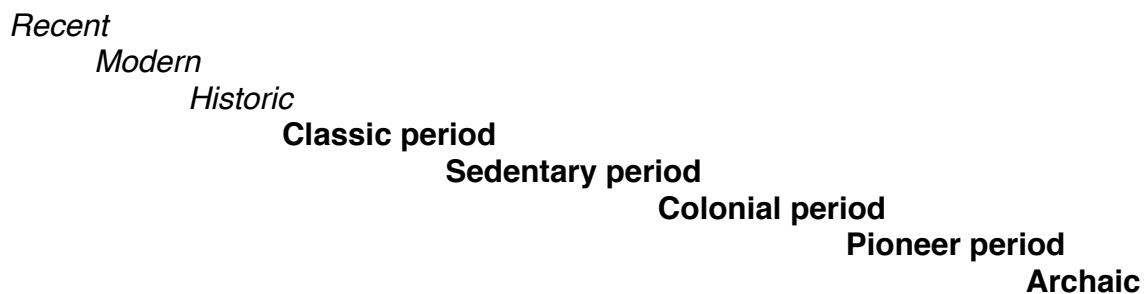 Recent
Modern
Historic
Classic period
Sedentary period
Colonial period
Pioneer period
Archaic